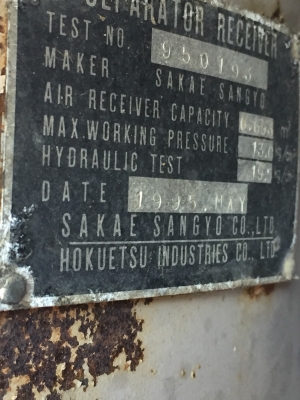 SEPARATOR RECEIVER
TEST NO 950193
MAKER SAKAE SANGYO
AIR RECEIVER CAPACITY
MAX.WORKING PRESSURE
HYDRAULIC TEST
DATE 1995.MAY
SAKAE SANGYO CO.,LTD.
HOKUETSU INDUSTRIES CO., LTD.